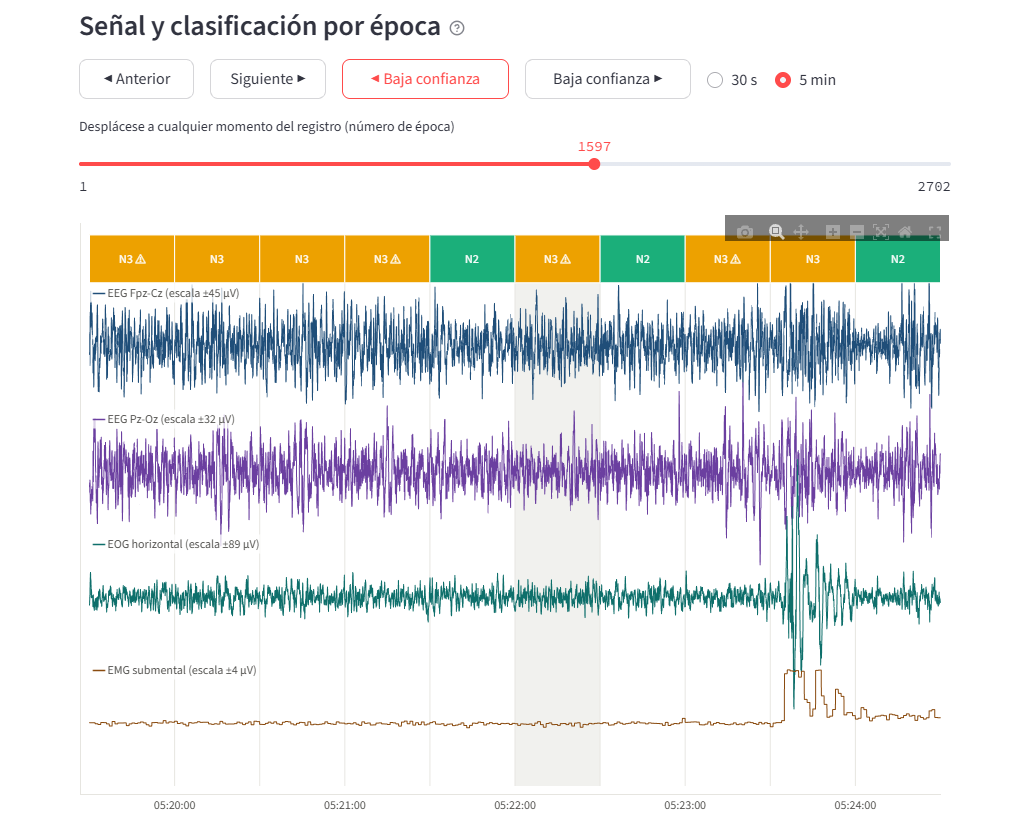 Señal y clasificación por época
◄ Anterior Siguiente ► ◄ Baja confianza Baja confianza ► 30 s 5 min
Desplácese a cualquier momento del registro (número de época)
1597
1 2702
N3 ⚠ N3 N3 N3 ⚠ N2 N3 ⚠ N2 N3 ⚠ N3 N2
EEG Fpz-Cz (escala ±45 µV)
EEG Pz-Oz (escala ±32 µV)
EOG horizontal (escala ±89 µV)
EMG submental (escala ±4 µV)
05:20:00 05:21:00 05:22:00 05:23:00 05:24:00